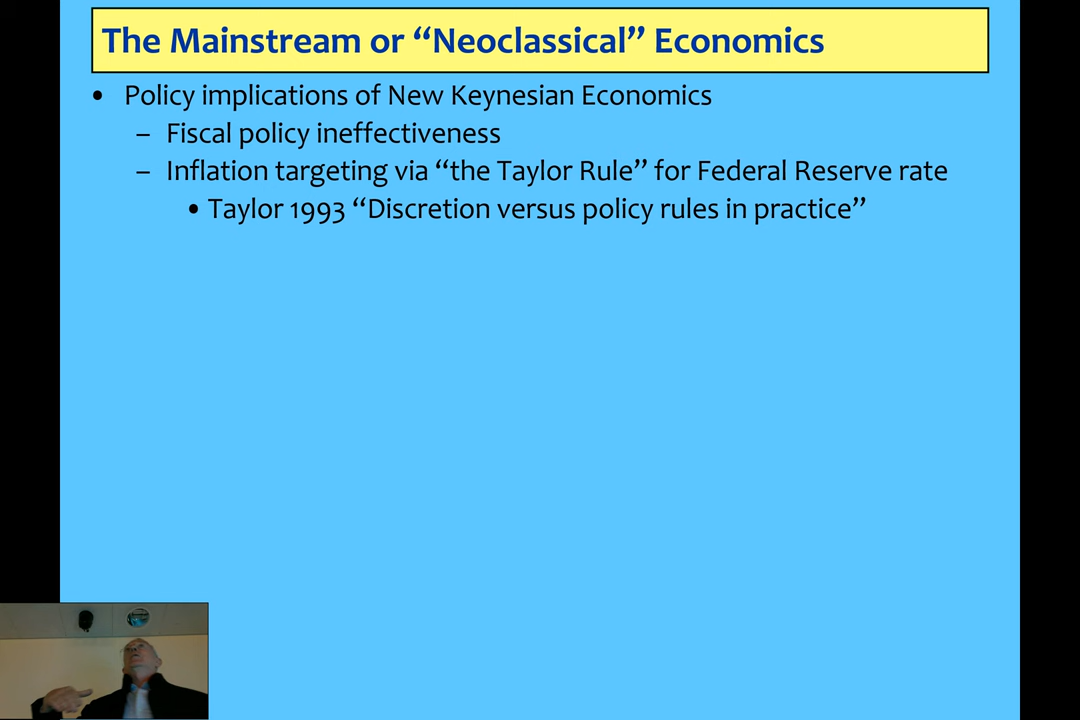 The Mainstream or “Neoclassical” Economics
• Policy implications of New Keynesian Economics
– Fiscal policy ineffectiveness
– Inflation targeting via “the Taylor Rule” for Federal Reserve rate
• Taylor 1993 “Discretion versus policy rules in practice”